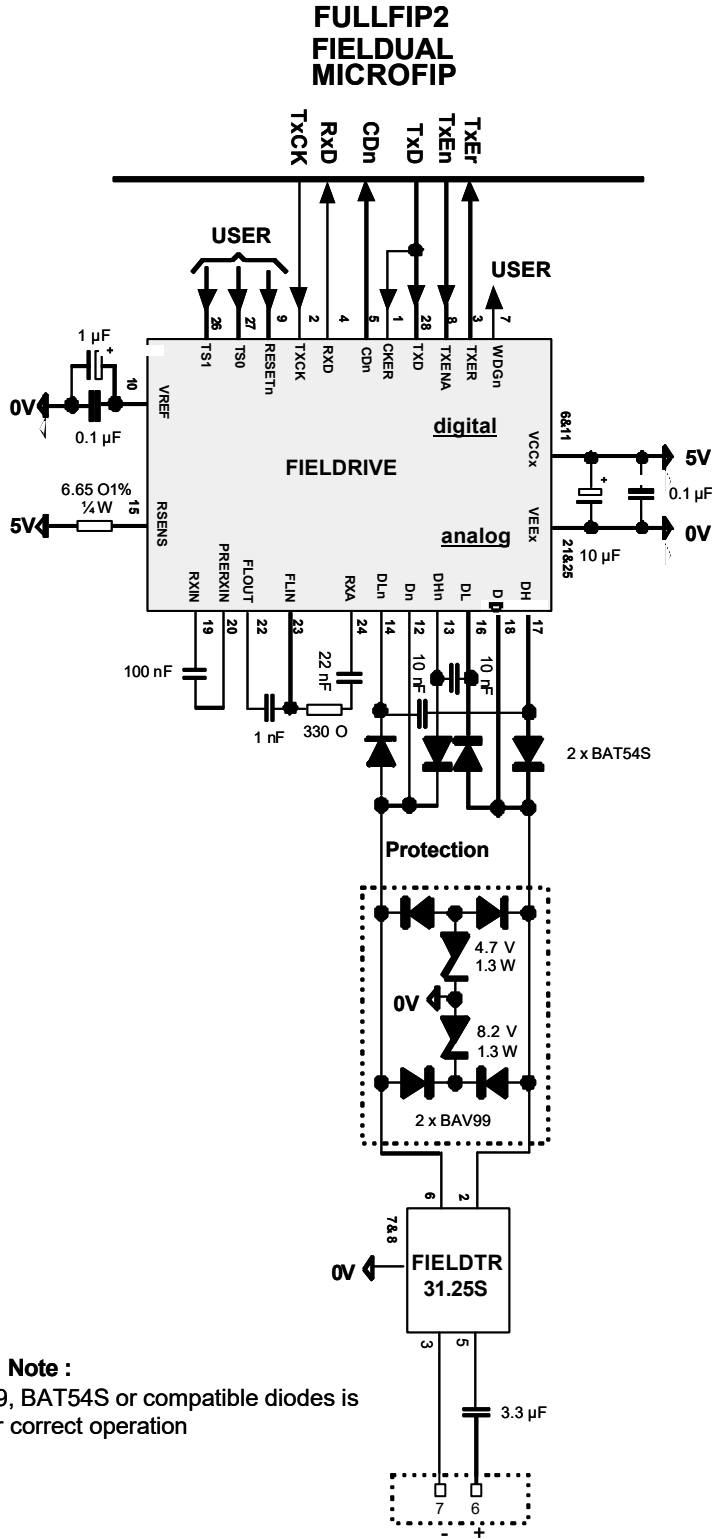 FULLFIP2
FIELDUAL
MICROFIP
TxCK
RxD
CDn
TxD
TxEn
TxEr
USER
USER
26
27
9
2
4
5
1
28
8
3
7
TS1
TS0
RESETn
TXCK
RXD
CDn
CKER
TXD
TXENA
TXER
WDGn
1 µF
+
10
VREF
0V
0.1 µF
digital
6&11
VCCx
5V
FIELDRIVE
6.65 O1%
¼ W
15
RSENS
5V
+
0.1 µF
analog
VEEx
0V
21&25
10 µF
RXIN
PRERXIN
FLOUT
FLIN
RXA
DLn
Dn
DHn
DL
D
DH
19
20
22
23
24
14
12
13
16
18
17
100 nF
1 nF
330 O
22 nF
10 nF
10 nF
2 x BAT54S
Protection
4.7 V
1.3 W
0V
8.2 V
1.3 W
2 x BAV99
6
2
7&8
0V
FIELDTR
31.25S
3
5
Note :
9, BAT54S or compatible diodes is
r correct operation
3.3 µF
7
6
-
+